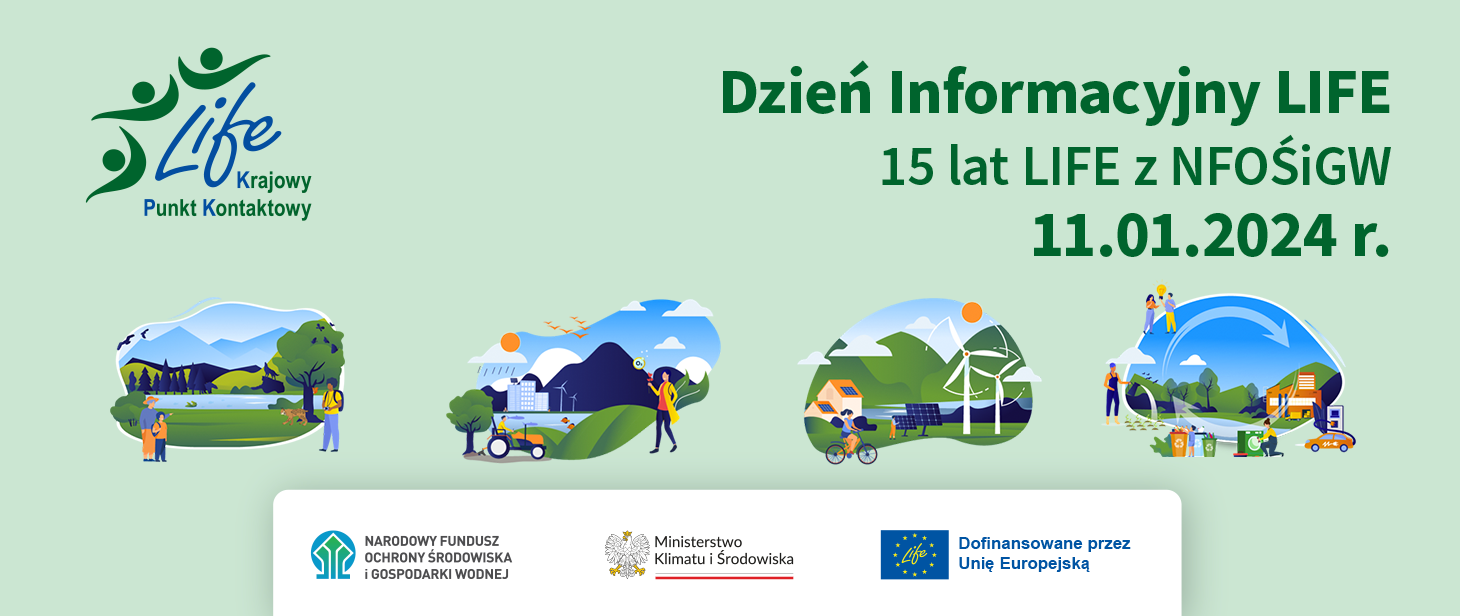 Life
Krajowy
Punkt Kontaktowy
Dzień Informacyjny LIFE
15 lat LIFE z NFOŚiGW
11.01.2024 r.
NARODOWY FUNDUSZ
OCHRONY ŚRODOWISKA
i GOSPODARKI WODNEJ
Ministerstwo
Klimatu i Środowiska
Life
Dofinansowane przez
Unię Europejską